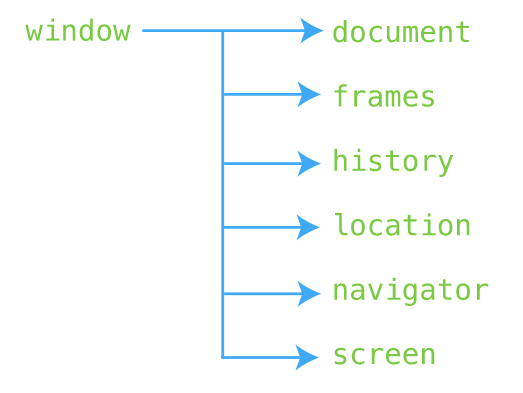 window
document
frames
history
location
navigator
screen